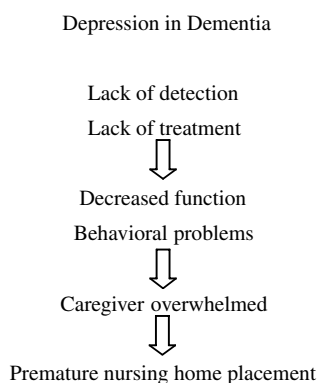 Depression in Dementia
Lack of detection
Lack of treatment
Decreased function
Behavioral problems
Caregiver overwhelmed
Premature nursing home placement